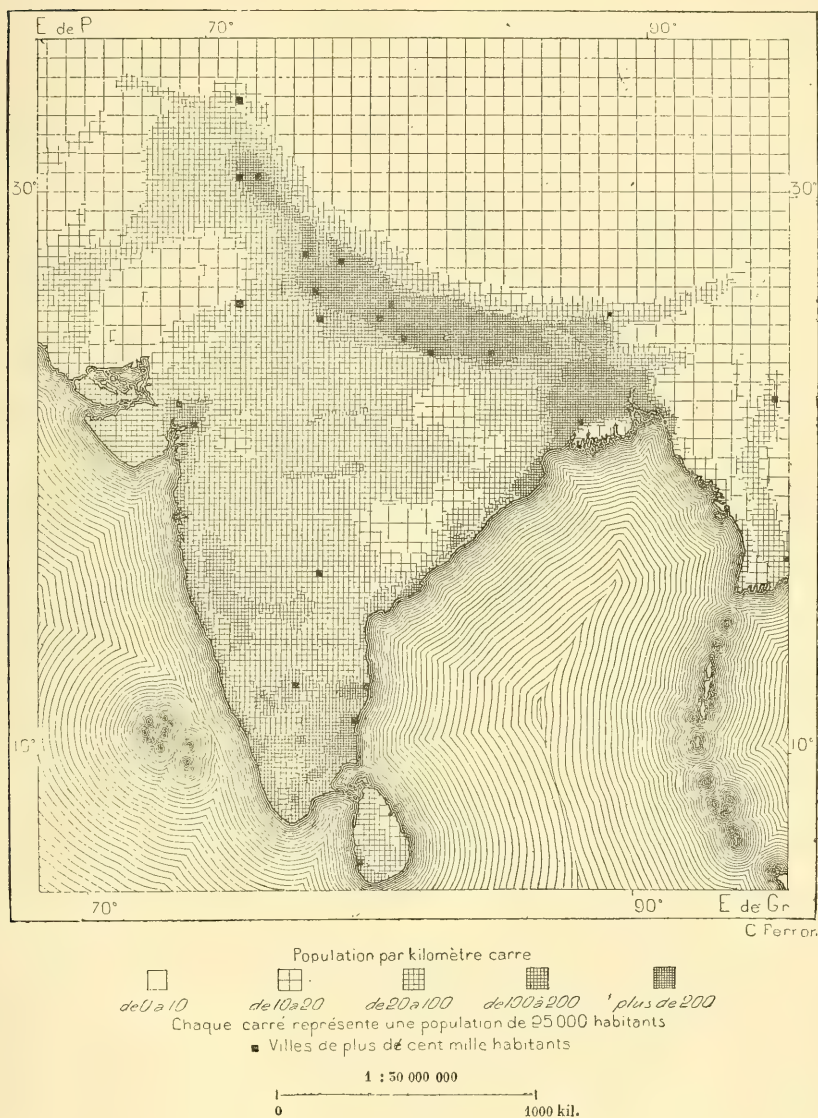 E de P 70° 90°
30° 30°
10° 10°
70° 90° E de Gr
C Perron.
Population par kilomètre carre
de 0 a 10 de 10 a 20 de 20 a 100 de 100 à 200 plus de 200
Chaque carré représente une population de 25 000 habitants
Villes de plus de cent mille habitants
1 : 30 000 000
0 1000 kil.